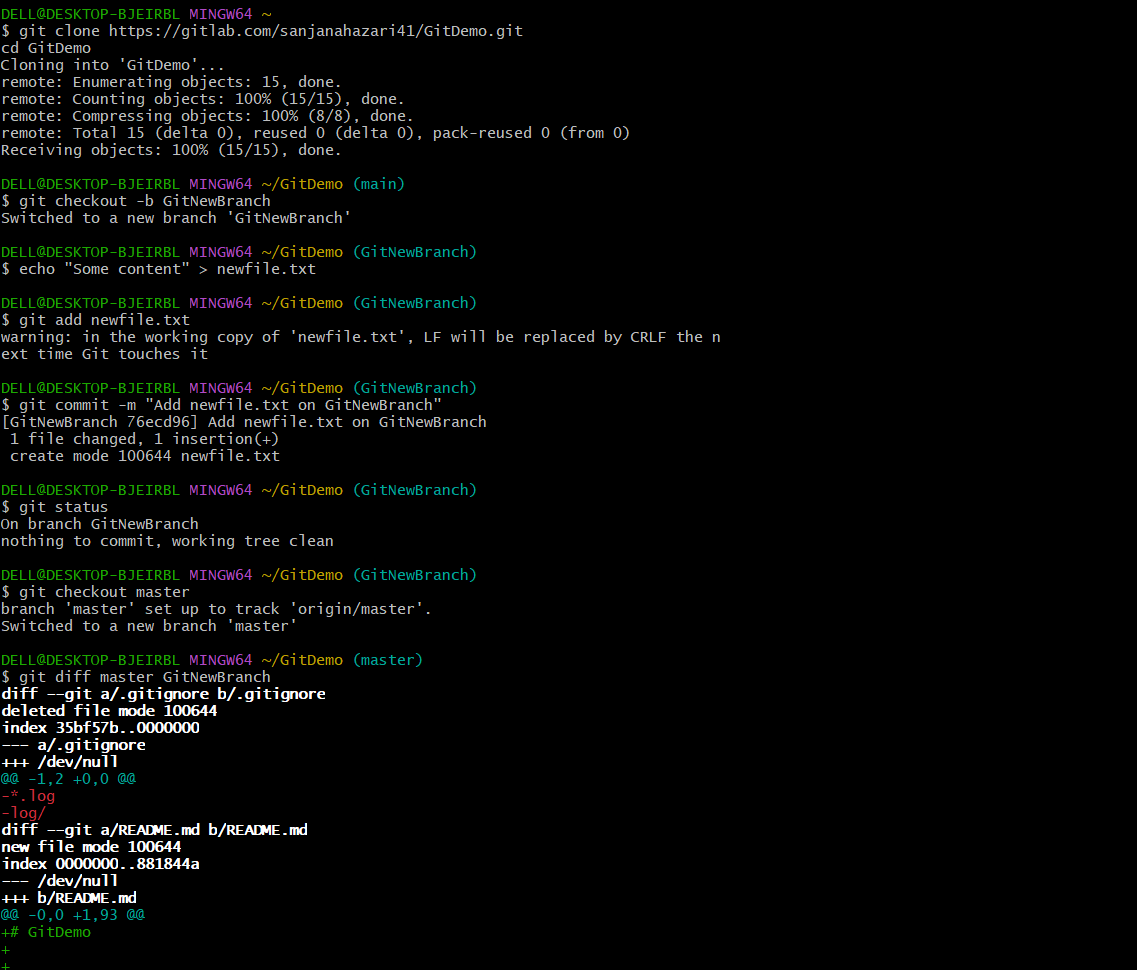 DELL@DESKTOP-BJEIRBL MINGW64 ~
$ git clone https://gitlab.com/sanjanahazari41/GitDemo.git
cd GitDemo
Cloning into 'GitDemo'...
remote: Enumerating objects: 15, done.
remote: Counting objects: 100% (15/15), done.
remote: Compressing objects: 100% (8/8), done.
remote: Total 15 (delta 0), reused 0 (delta 0), pack-reused 0 (from 0)
Receiving objects: 100% (15/15), done.
DELL@DESKTOP-BJEIRBL MINGW64 ~/GitDemo (main)
$ git checkout -b GitNewBranch
Switched to a new branch 'GitNewBranch'
DELL@DESKTOP-BJEIRBL MINGW64 ~/GitDemo (GitNewBranch)
$ echo "Some content" > newfile.txt
DELL@DESKTOP-BJEIRBL MINGW64 ~/GitDemo (GitNewBranch)
$ git add newfile.txt
warning: in the working copy of 'newfile.txt', LF will be replaced by CRLF the n
ext time Git touches it
DELL@DESKTOP-BJEIRBL MINGW64 ~/GitDemo (GitNewBranch)
$ git commit -m "Add newfile.txt on GitNewBranch"
[GitNewBranch 76ecd96] Add newfile.txt on GitNewBranch
 1 file changed, 1 insertion(+)
 create mode 100644 newfile.txt
DELL@DESKTOP-BJEIRBL MINGW64 ~/GitDemo (GitNewBranch)
$ git status
On branch GitNewBranch
nothing to commit, working tree clean
DELL@DESKTOP-BJEIRBL MINGW64 ~/GitDemo (GitNewBranch)
$ git checkout master
branch 'master' set up to track 'origin/master'.
Switched to a new branch 'master'
DELL@DESKTOP-BJEIRBL MINGW64 ~/GitDemo (master)
$ git diff master GitNewBranch
diff --git a/.gitignore b/.gitignore
deleted file mode 100644
index 35bf57b..0000000
--- a/.gitignore
+++ /dev/null
@@ -1,2 +0,0 @@
-*.log
-log/
diff --git a/README.md b/README.md
new file mode 100644
index 0000000..881844a
--- /dev/null
+++ b/README.md
@@ -0,0 +1,93 @@
+# GitDemo
+
+